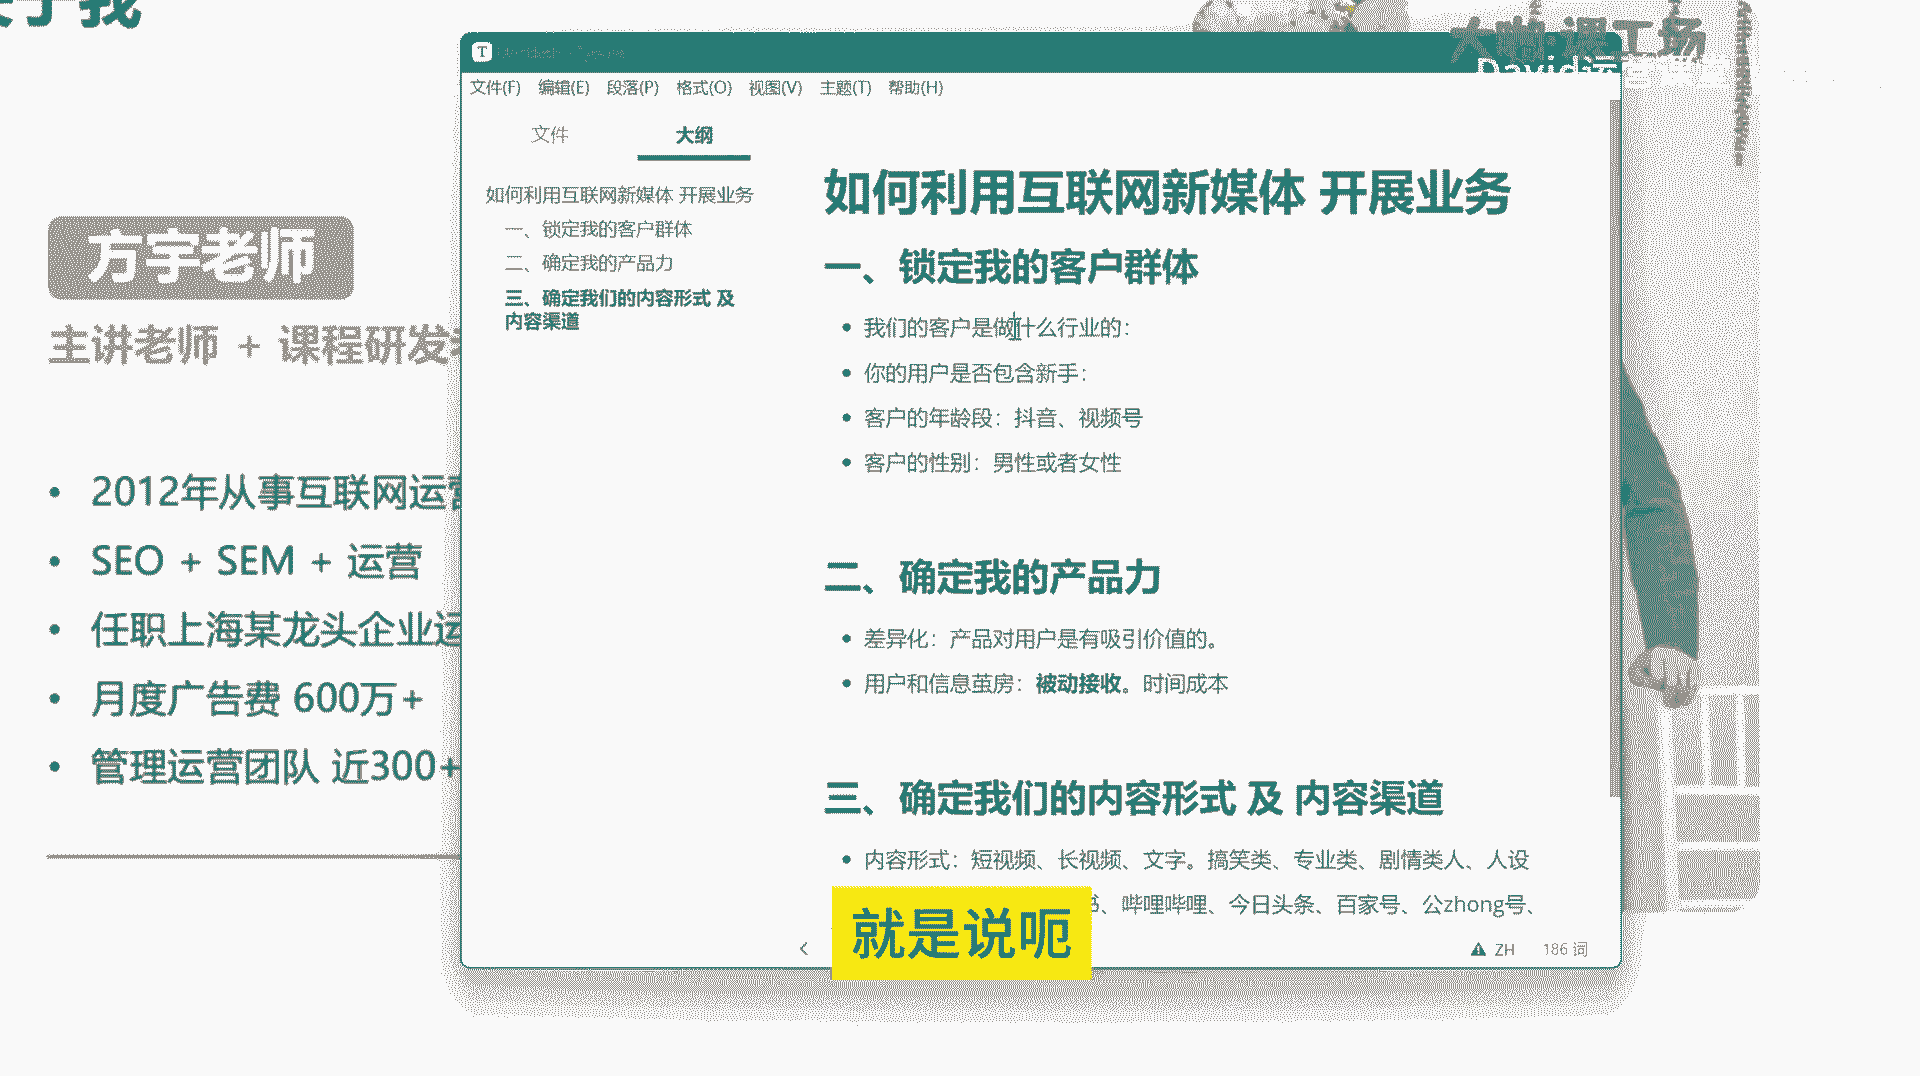 方宇老师
主讲老师 + 课程研发
2012年从事互联网运营
SEO + SEM + 运营
任职上海某龙头企业运
月度广告费 600万+
管理运营团队 近300+
文件(F) 编辑(E) 段落(P) 格式(O) 视图(V) 主题(T) 帮助(H)
文件 大纲
如何利用互联网新媒体 开展业务
一、锁定我的客户群体
二、确定我的产品力
三、确定我们的内容形式 及
内容渠道
如何利用互联网新媒体 开展业务
一、锁定我的客户群体
我们的客户是做什么行业的：
你的用户是否包含新手：
客户的年龄段：抖音、视频号
客户的性别：男性或者女性
二、确定我的产品力
差异化：产品对用户是有吸引价值的。
用户和信息茧房：被动接收。时间成本
三、确定我们的内容形式 及 内容渠道
内容形式：短视频、长视频、文字。搞笑类、专业类、剧情类人、人设
书、哔哩哔哩、今日头条、百家号、公zhong号、
就是说呃
ZH 186 词